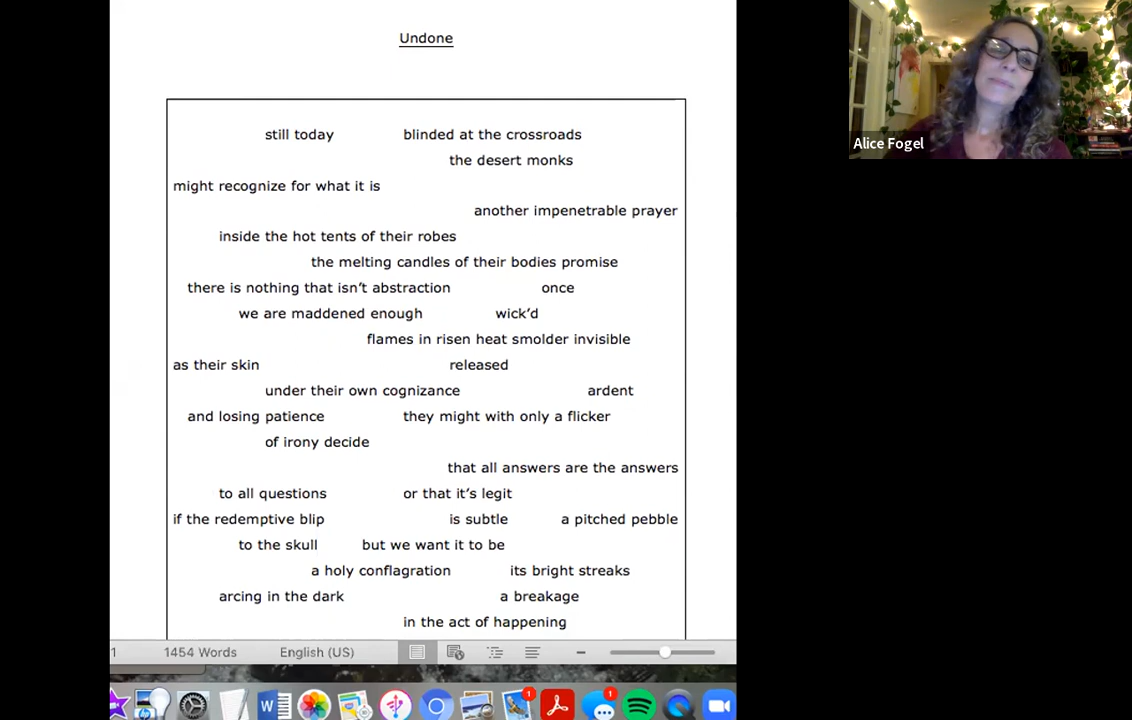 Undone
still today blinded at the crossroads
the desert monks
might recognize for what it is
another impenetrable prayer
inside the hot tents of their robes
the melting candles of their bodies promise
there is nothing that isn't abstraction once
we are maddened enough wick'd
flames in risen heat smolder invisible
as their skin released
under their own cognizance ardent
and losing patience they might with only a flicker
of irony decide
that all answers are the answers
to all questions or that it's legit
if the redemptive blip is subtle a pitched pebble
to the skull but we want it to be
a holy conflagration its bright streaks
arcing in the dark a breakage
in the act of happening
1 1454 Words English (US)
1 1
Alice Fogel